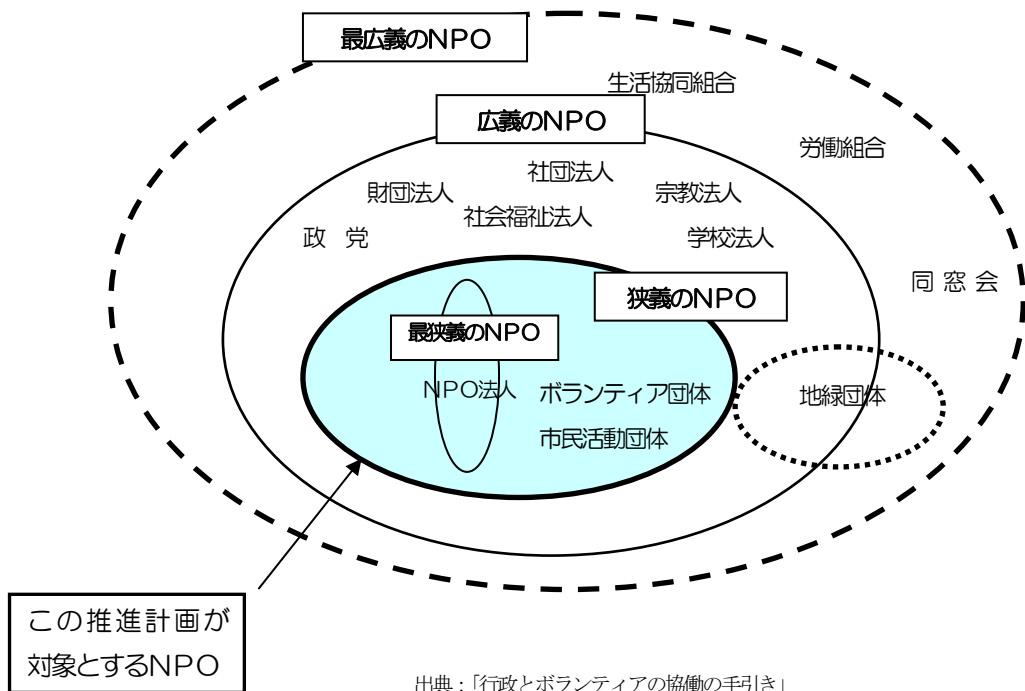 最広義のNPO
生活協同組合
広義のNPO
労働組合
社団法人
財団法人
宗教法人
社会福祉法人
政 党
学校法人
同 窓 会
狭義のNPO
最狭義のNPO
NPO法人
ボランティア団体
地縁団体
市民活動団体
この推進計画が
対象とするNPO
出典：「行政とボランティアの協働の手引き」